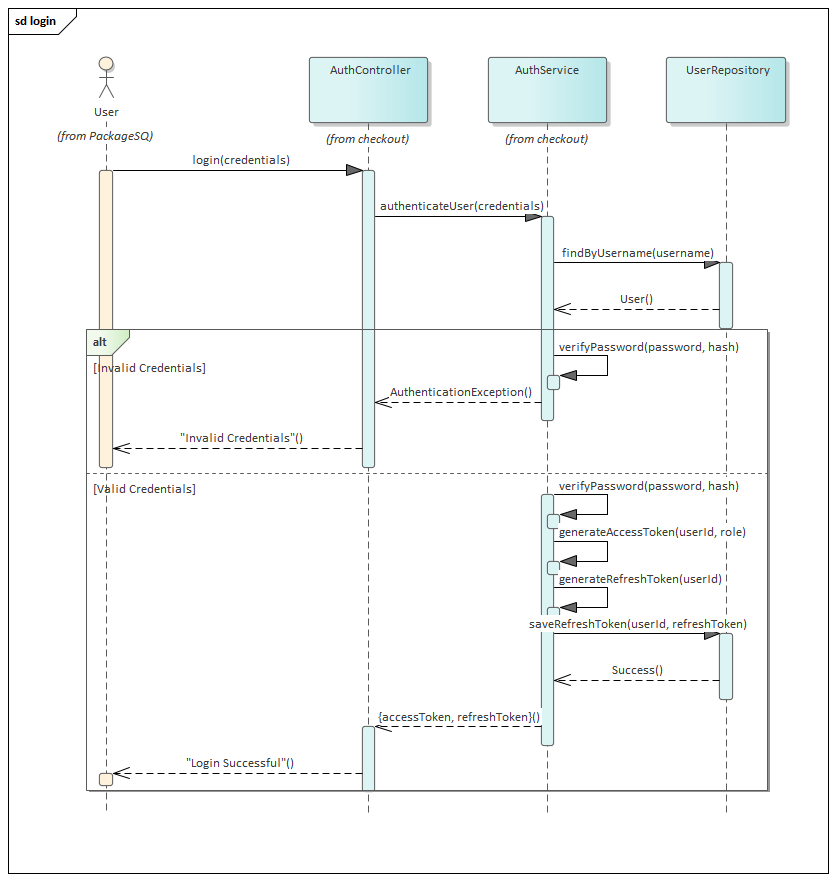 sd login
AuthController
AuthService
UserRepository
User
(from PackageSQ)
(from checkout)
(from checkout)
login(credentials)
authenticateUser(credentials)
findByUsername(username)
User()
alt
[Invalid Credentials]
verifyPassword(password, hash)
AuthenticationException()
"Invalid Credentials"()
[Valid Credentials]
verifyPassword(password, hash)
generateAccessToken(userId, role)
generateRefreshToken(userId)
saveRefreshToken(userId, refreshToken)
Success()
{accessToken, refreshToken}()
"Login Successful"()